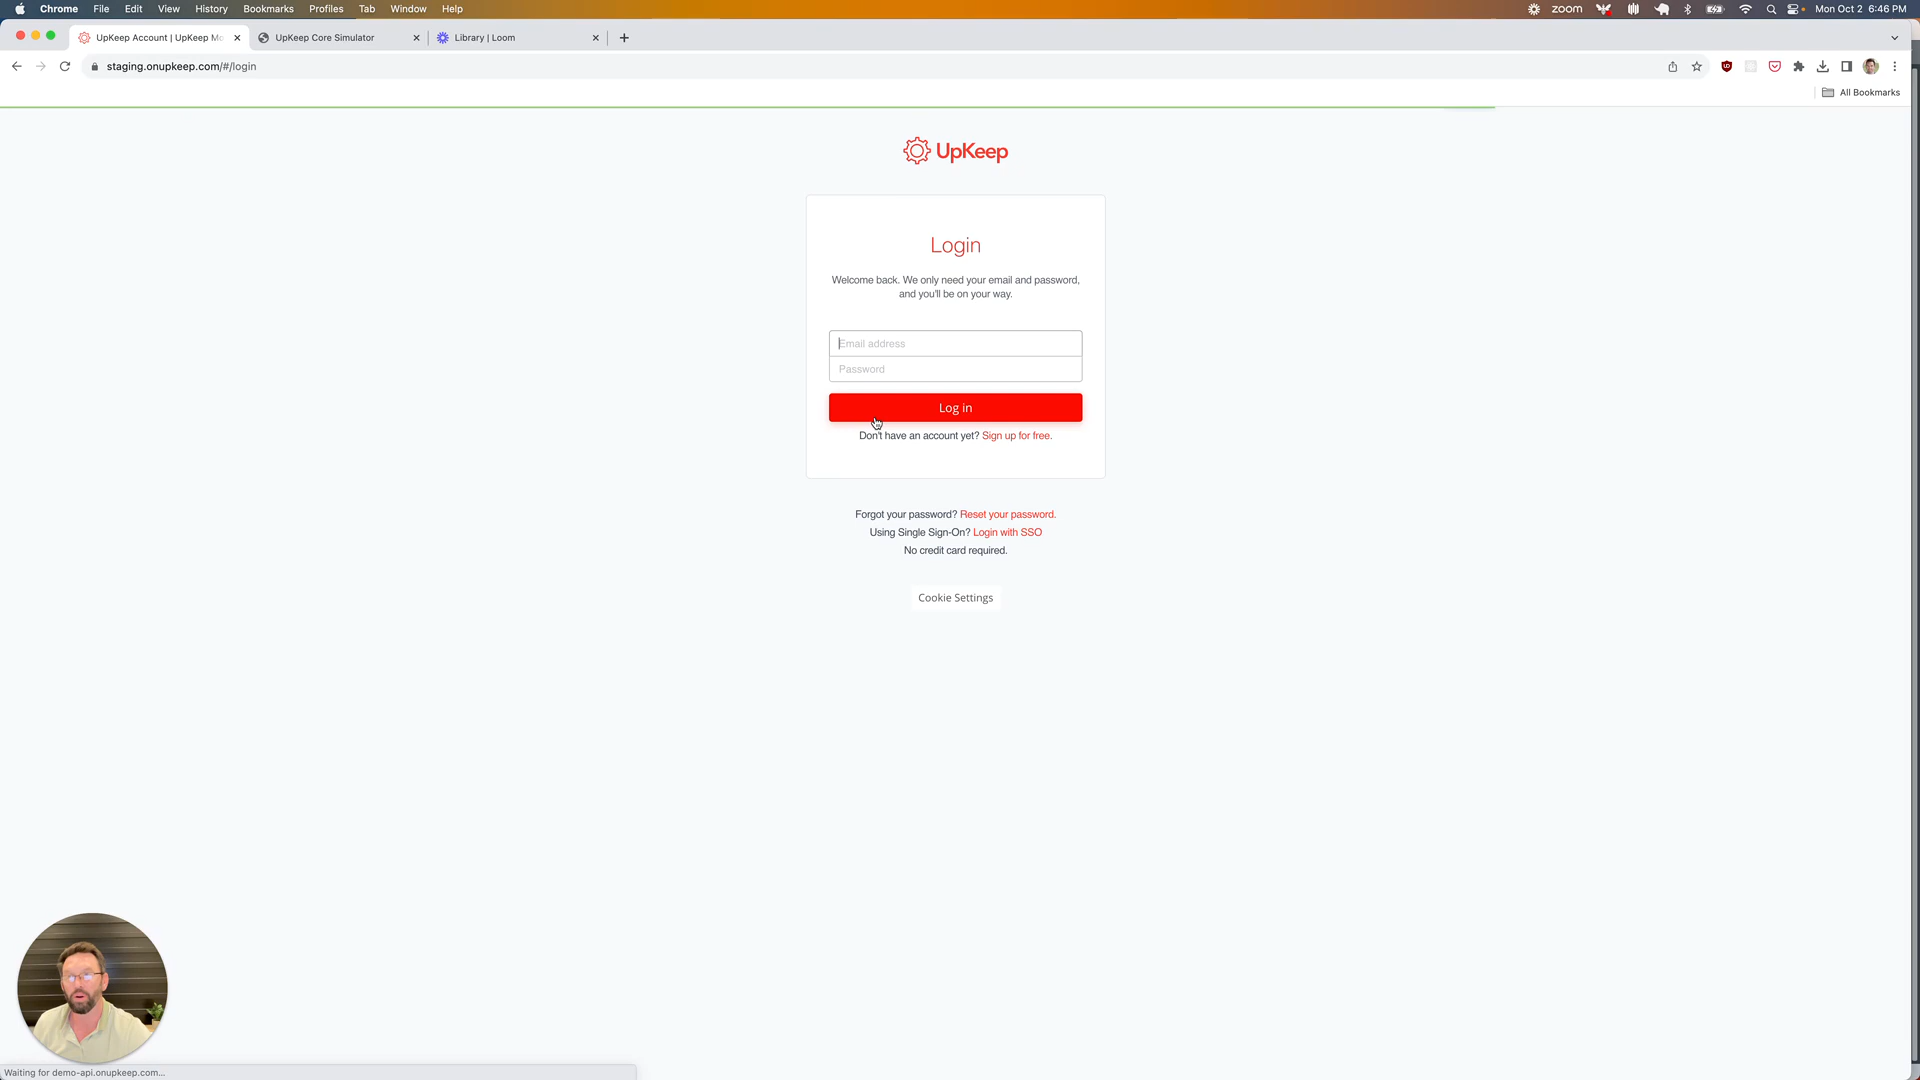 Chrome File Edit View History Bookmarks Profiles Tab Window Help zoom Mon Oct 2 6:46 PM
UpKeep Account | UpKeep Mo UpKeep Core Simulator Library | Loom
staging.onupkeep.com/#/login
All Bookmarks
UpKeep
Login
Welcome back. We only need your email and password,
and you'll be on your way.
Email address
Password
Log in
Don't have an account yet? Sign up for free.
Forgot your password? Reset your password.
Using Single Sign-On? Login with SSO
No credit card required.
Cookie Settings
Waiting for demo-api.onupkeep.com...